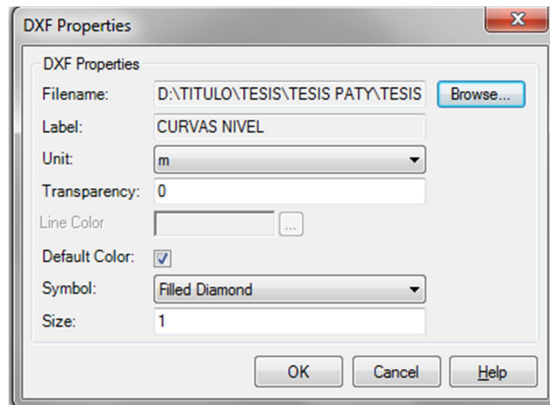 DXF Properties
DXF Properties
Filename: D:\TITULO\TESIS\TESIS PATY\TESIS Browse...
Label: CURVAS NIVEL
Unit: m
Transparency: 0
Line Color ...
Default Color:
Symbol: Filled Diamond
Size: 1
OK Cancel Help